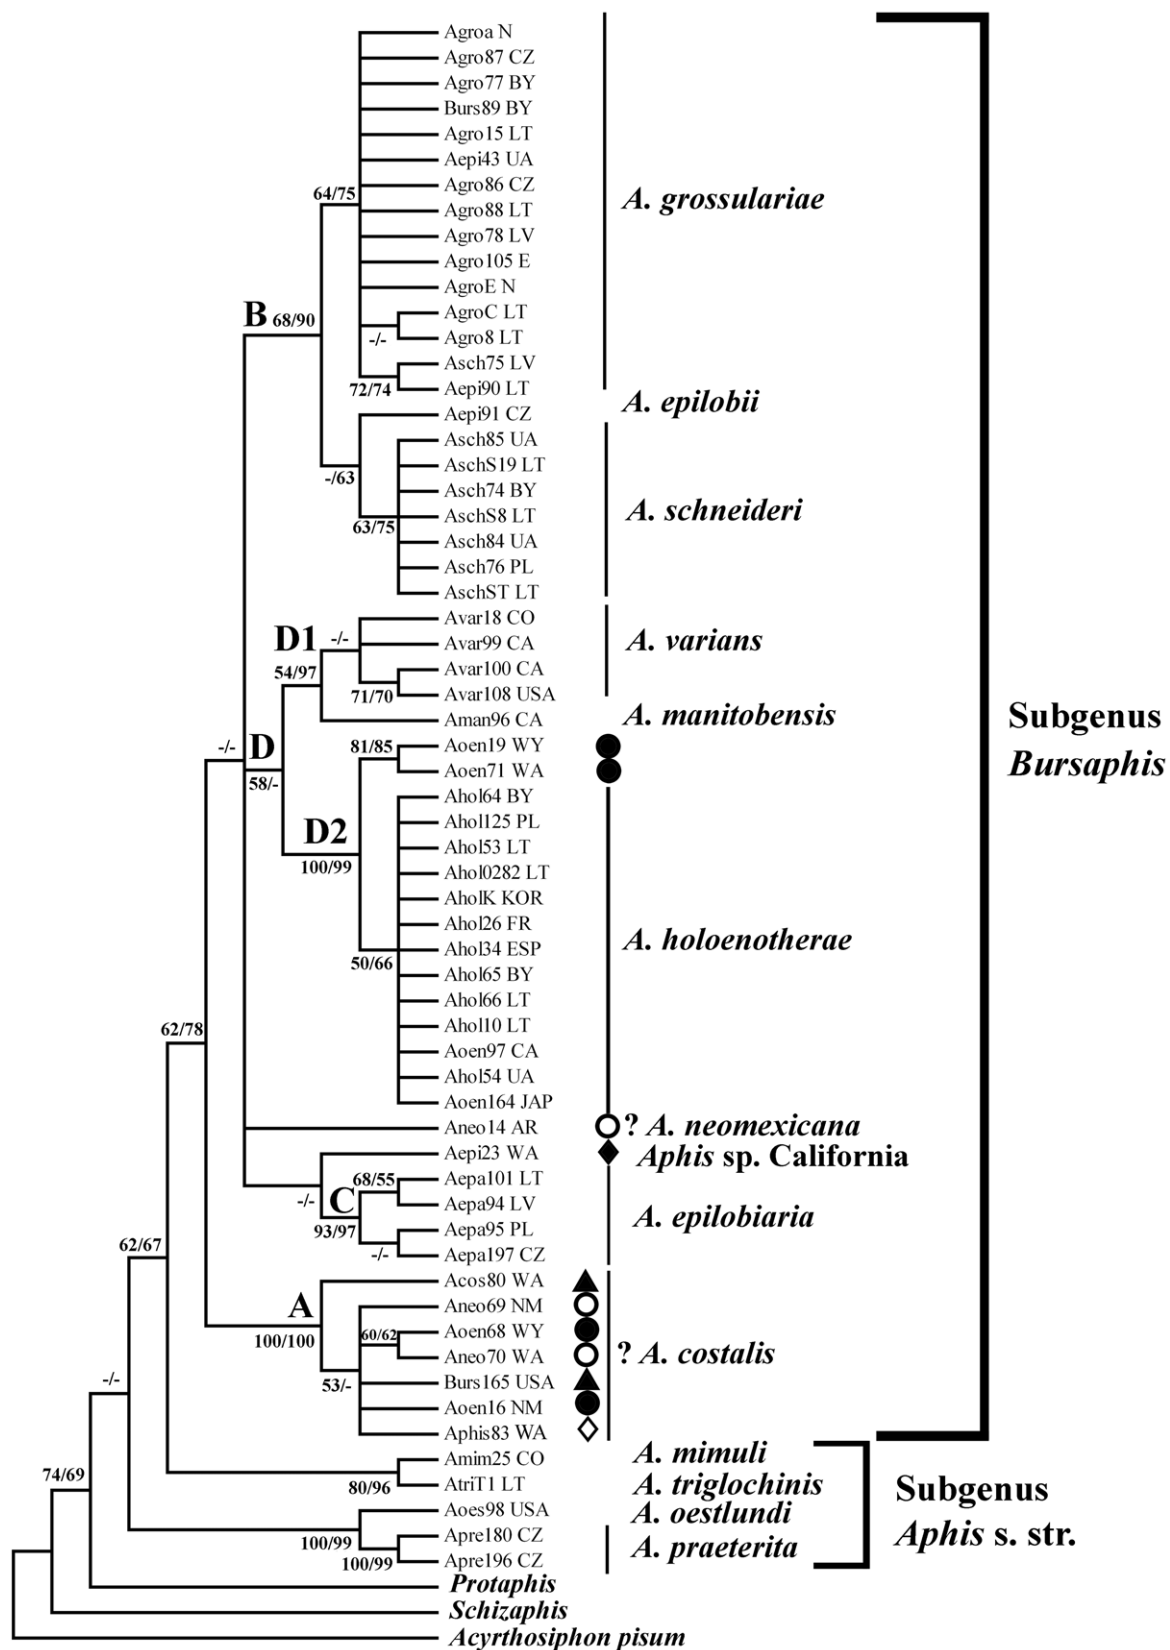 Agroa N
Agro87 CZ
Agro77 BY
Burs89 BY
Agro15 LT
Aepi43 UA
Agro86 CZ
64/75
A. grossulariae
Agro88 LT
Agro78 LV
Agro105 E
AgroE N
B 68/90
AgroC LT
Agro8 LT
-/-
Asch75 LV
Aepi90 LT
72/74
A. epilobii
Aepi91 CZ
Asch85 UA
AschS19 LT
-/63
Asch74 BY
AschS8 LT
63/75
A. schneideri
Asch84 UA
Asch76 PL
AschST LT
Avar18 CO
D1
-/-
Avar99 CA
A. varians
54/97
Avar100 CA
71/70
Avar108 USA
Aman96 CA
A. manitobensis
Subgenus
Bursaphis
-/-
D
58/-
81/85
Aoen19 WY
Aoen71 WA
Ahol64 BY
Ahol125 PL
D2
100/99
Ahol53 LT
Ahol0282 LT
AholK KOR
Ahol26 FR
Ahol34 ESP
A. holoenotherae
50/66
Ahol65 BY
Ahol66 LT
Ahol10 LT
62/78
Aoen97 CA
Ahol54 UA
Aoen164 JAP
Aneo14 AR
? A. neomexicana
Aepi23 WA
Aphis sp. California
68/55
Aepa101 LT
-/-
C
Aepa94 LV
93/97
Aepa95 PL
A. epilobiaria
-/-
Aepa197 CZ
62/67
Acos80 WA
A
100/100
Aneo69 NM
60/62
Aoen68 WY
Aneo70 WA
? A. costalis
53/-
Burs165 USA
-/-
Aoen16 NM
Aphis83 WA
Amim25 CO
A. mimuli
74/69
80/96
AtriT1 LT
A. triglochinis
Subgenus
Aphis s. str.
Aoes98 USA
A. oestlundi
100/99
Apre180 CZ
A. praeterita
100/99
Apre196 CZ
Protaphis
Schizaphis
Acyrthosiphon pisum